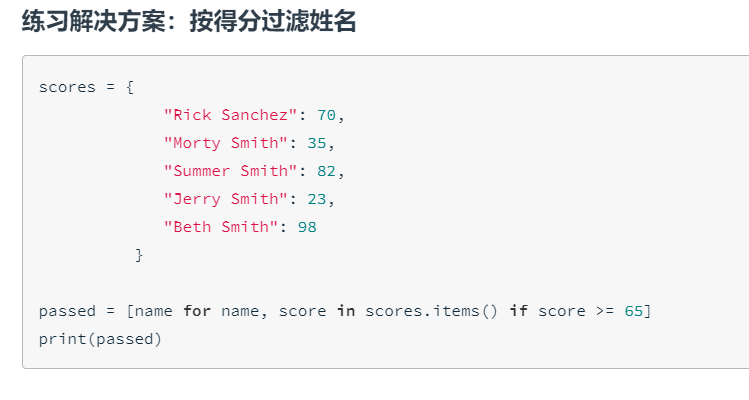 练习解决方案：按得分过滤姓名
scores = {
"Rick Sanchez": 70,
"Morty Smith": 35,
"Summer Smith": 82,
"Jerry Smith": 23,
"Beth Smith": 98
}
passed = [name for name, score in scores.items() if score >= 65]
print(passed)